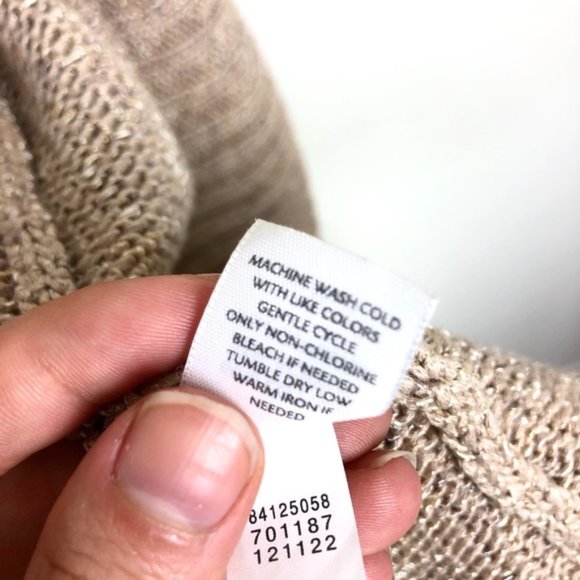 MACHINE WASH COLD
WITH LIKE COLORS
GENTLE CYCLE
ONLY NON-CHLORINE
BLEACH IF NEEDED
TUMBLE DRY LOW
WARM IRON IF
NEEDED
84125058
701187
121122